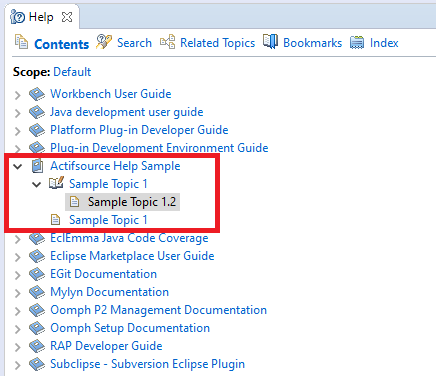 Help
Contents Search Related Topics Bookmarks Index
Scope: Default
Workbench User Guide
Java development user guide
Platform Plug-in Developer Guide
Plug-in Development Environment Guide
Actifsource Help Sample
Sample Topic 1
Sample Topic 1.2
Sample Topic 1
EclEmma Java Code Coverage
Eclipse Marketplace User Guide
EGit Documentation
Mylyn Documentation
Oomph P2 Management Documentation
Oomph Setup Documentation
RAP Developer Guide
Subclipse - Subversion Eclipse Plugin